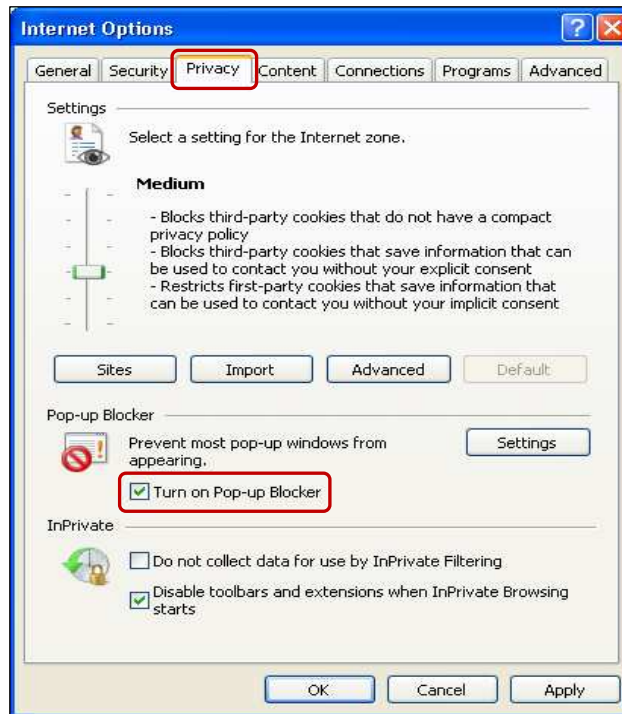 Internet Options
General Security Privacy Content Connections Programs Advanced
Settings
Select a setting for the Internet zone.
Medium
- Blocks third-party cookies that do not have a compact
privacy policy
- Blocks third-party cookies that save information that can
be used to contact you without your explicit consent
- Restricts first-party cookies that save information that
can be used to contact you without your implicit consent
Sites Import Advanced Default
Pop-up Blocker
Prevent most pop-up windows from
appearing.
Settings
Turn on Pop-up Blocker
InPrivate
Do not collect data for use by InPrivate Filtering
Disable toolbars and extensions when InPrivate Browsing
starts
OK Cancel Apply